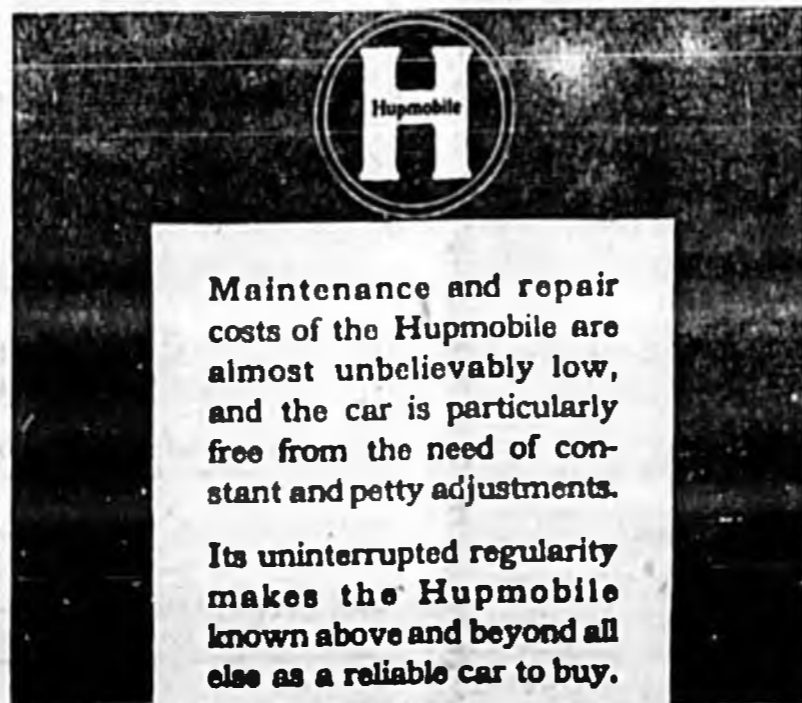 H
Hupmobile
Maintenance and repair
costs of the Hupmobile are
almost unbelievably low,
and the car is particularly
free from the need of con-
stant and petty adjustments.
Its uninterrupted regularity
makes the Hupmobile
known above and beyond all
else as a reliable car to buy.